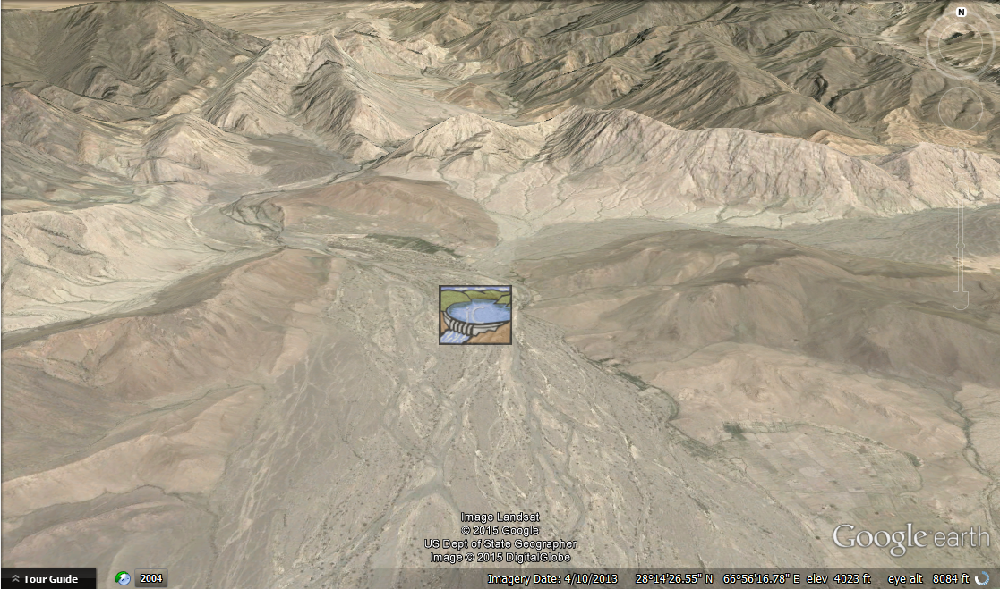 N
Image Landsat
© 2015 Google
US Dept of State Geographer
Image © 2015 DigitalGlobe
Google earth
Tour Guide
2004
Imagery Date: 4/10/2013 28°14'26.55" N 66°56'16.78" E elev 4023 ft eye alt 8084 ft